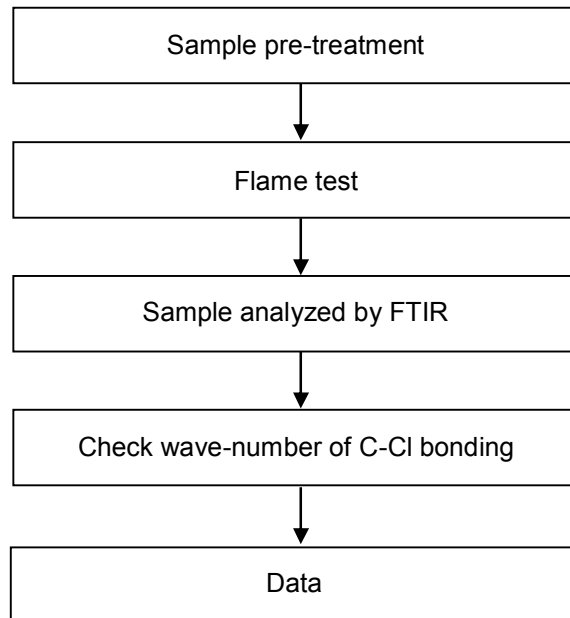 Sample pre-treatment
Flame test
Sample analyzed by FTIR
Check wave-number of C-Cl bonding
Data